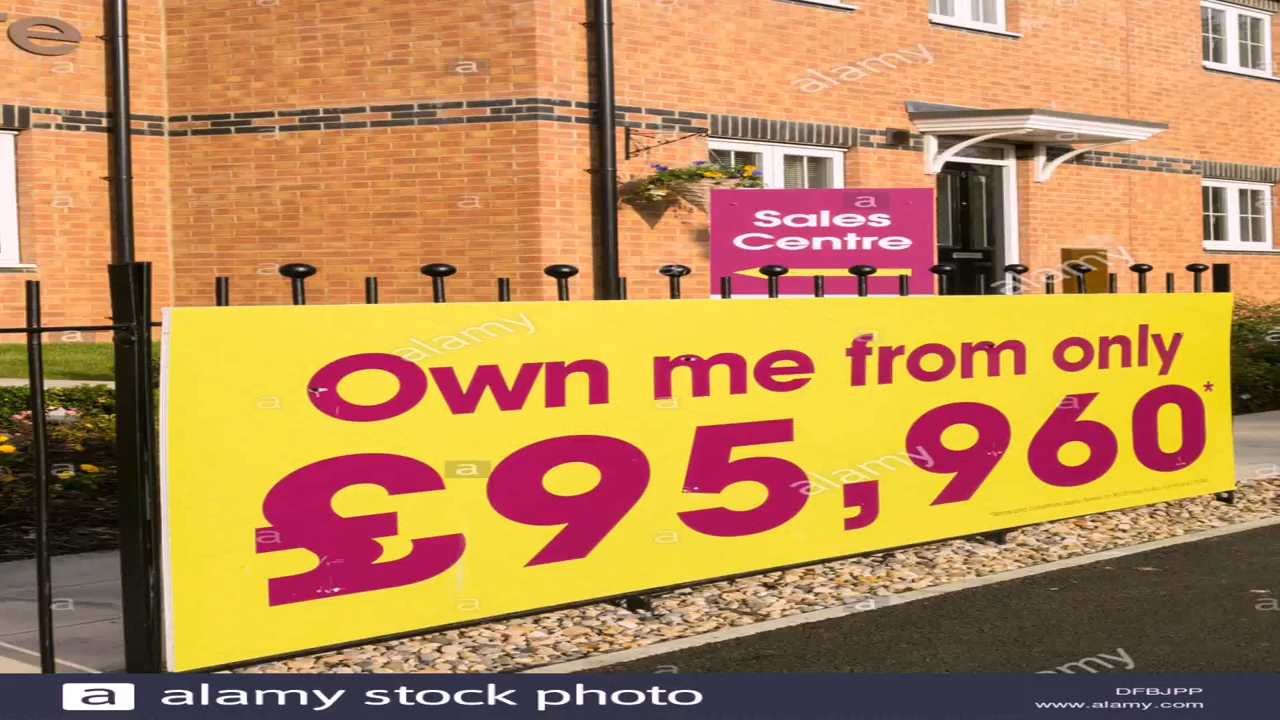 e
Sales
Centre
Own me from only
£95,960*
a alamy stock photo
DFBJPP
www.alamy.com